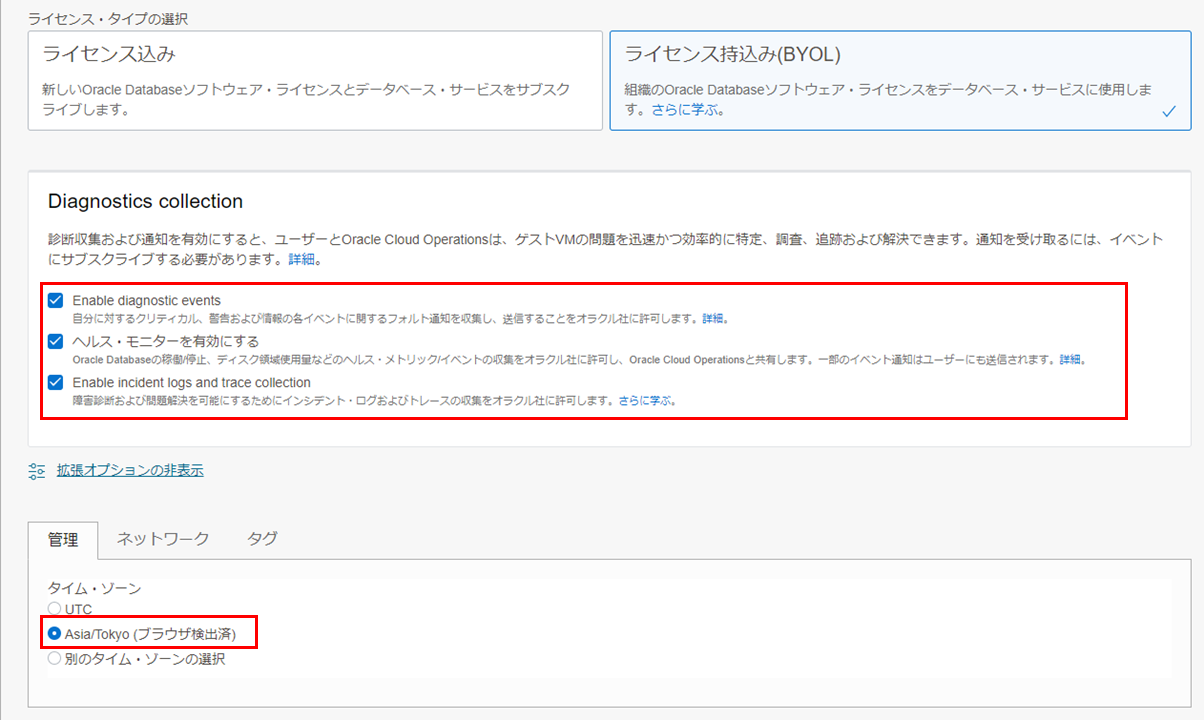 ライセンス・タイプの選択
ライセンス込み
新しいOracle Databaseソフトウェア・ライセンスとデータベース・サービスをサブスク
ライブします。
ライセンス持込み(BYOL)
組織のOracle Databaseソフトウェア・ライセンスをデータベース・サービスに使用しま
す。さらに学ぶ。
Diagnostics collection
診断収集および通知を有効にすると、ユーザーとOracle Cloud Operationsは、ゲストVMの問題を迅速かつ効率的に特定、調査、追跡および解決できます。通知を受け取るには、イベント
にサブスクライブする必要があります。詳細。
Enable diagnostic events
自分に対するクリティカル、警告および情報の各イベントに関するフォルト通知を収集し、送信することをオラクル社に許可します。詳細。
ヘルス・モニターを有効にする
Oracle Databaseの稼働/停止、ディスク領域使用量などのヘルス・メトリック/イベントの収集をオラクル社に許可し、Oracle Cloud Operationsと共有します。一部のイベント通知はユーザーにも送信されます。詳細。
Enable incident logs and trace collection
障害診断および問題解決を可能にするためにインシデント・ログおよびトレースの収集をオラクル社に許可します。さらに学ぶ。
拡張オプションの非表示
管理
ネットワーク
タグ
タイム・ゾーン
UTC
Asia/Tokyo (ブラウザ検出済)
別のタイム・ゾーンの選択